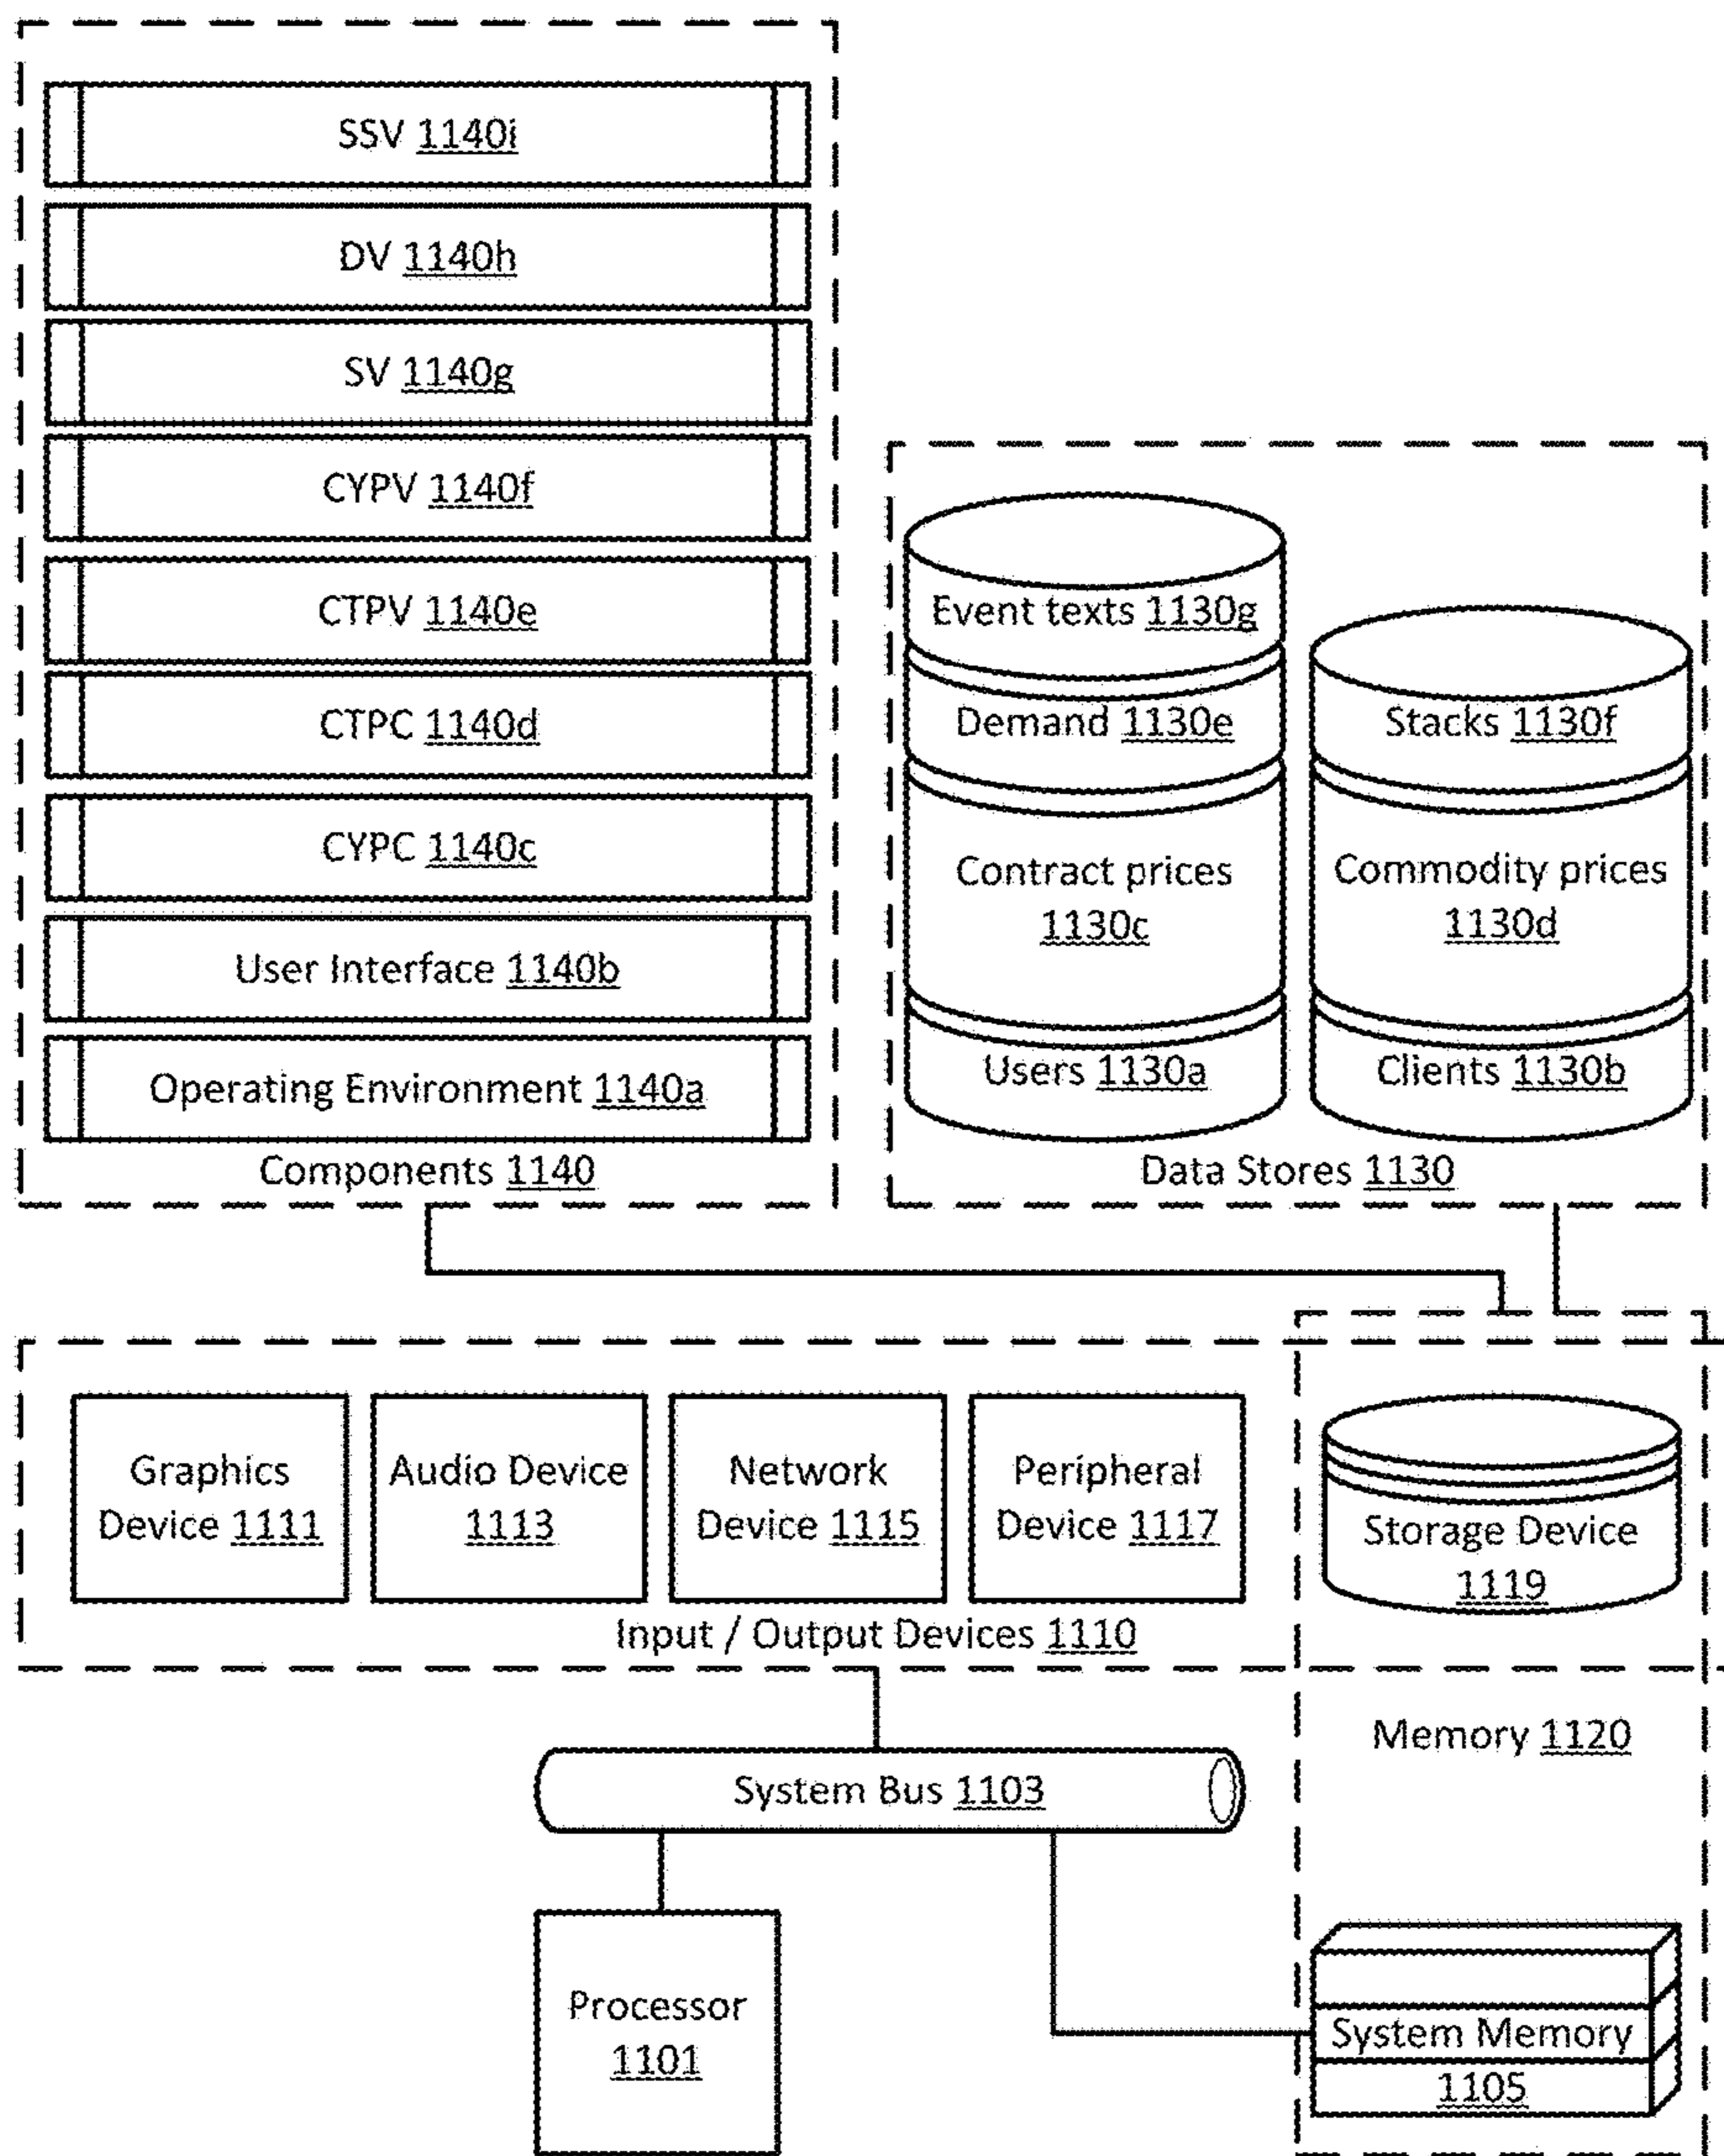 SSV 1140i
DV 1140h
SV 1140g
CYPV 1140f
CTPV 1140e
CTPC 1140d
CYPC 1140c
User Interface 1140b
Operating Environment 1140a
Components 1140
Event texts 1130g
Demand 1130e
Contract prices
1130c
Users 1130a
Stacks 1130f
Commodity prices
1130d
Clients 1130b
Data Stores 1130
Graphics
Device 1111
Audio Device
1113
Network
Device 1115
Peripheral
Device 1117
Storage Device
1119
Input / Output Devices 1110
Memory 1120
System Bus 1103
Processor
1101
System Memory
1105